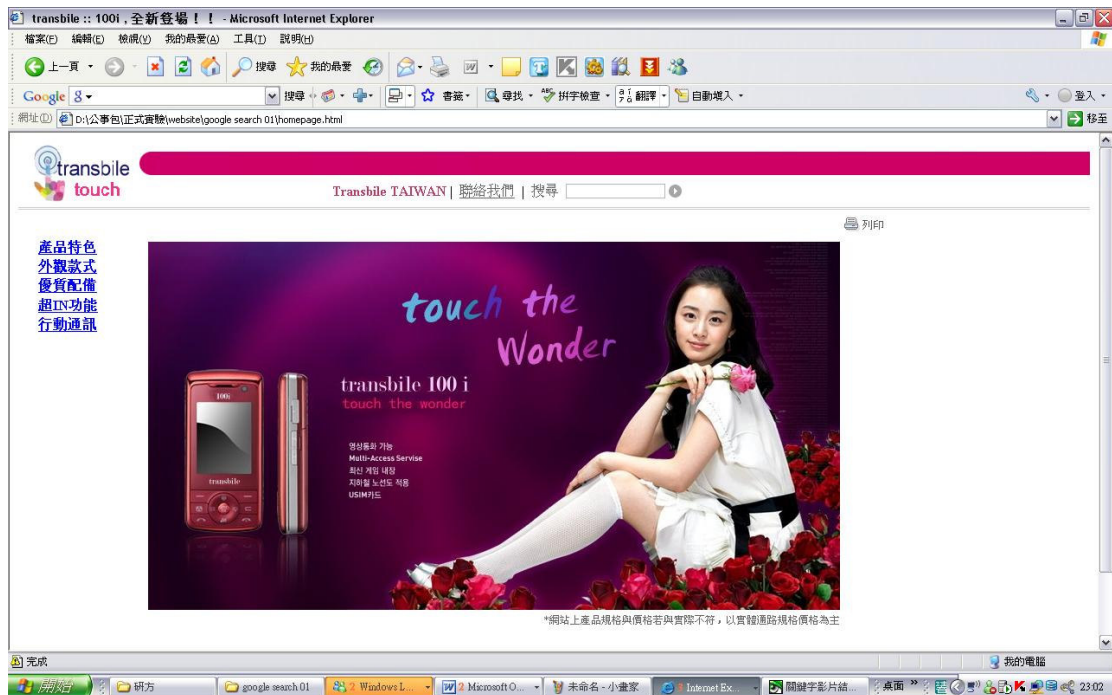 transbile :: 100i , 全新登場！！ - Microsoft Internet Explorer
檔案(F) 編輯(E) 檢視(V) 我的最愛(A) 工具(T) 說明(H)
上一頁 搜尋 我的最愛
Google 搜尋 書籤 尋找 拼字檢查 翻譯 自動填入 登入
網址(D) D:\公事包\正式實驗\website\google search 01\homepage.html 移至
transbile
touch
Transbile TAIWAN | 聯絡我們 | 搜尋
列印
產品特色
外觀款式
優質配備
超IN功能
行動通訊
touch the
Wonder
transbile 100 i
touch the wonder
100i
transbile
영상통화 가능
Multi-Access Servise
최신 게임 내장
지하철 노선도 적용
USIM카드
*網站上產品規格與價格若與實際不符，以實體通路規格價格為主
完成 我的電腦
開始 研方 google search 01 2 Windows L... 2 Microsoft O... 未命名 - 小畫家 Internet Ex... 關鍵字影片結... 桌面 23:02